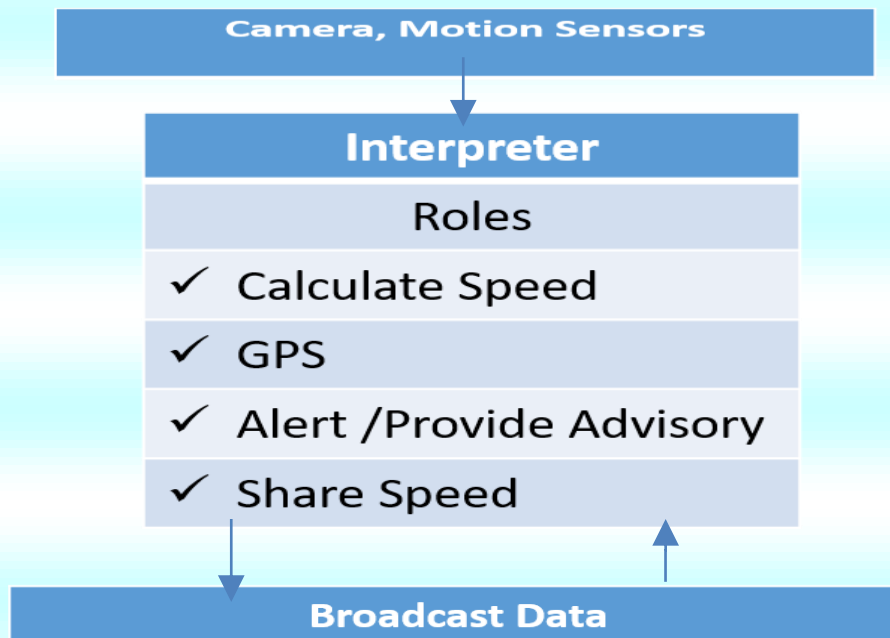 Camera, Motion Sensors
Interpreter
Roles
✓ Calculate Speed
✓ GPS
✓ Alert /Provide Advisory
✓ Share Speed
Broadcast Data